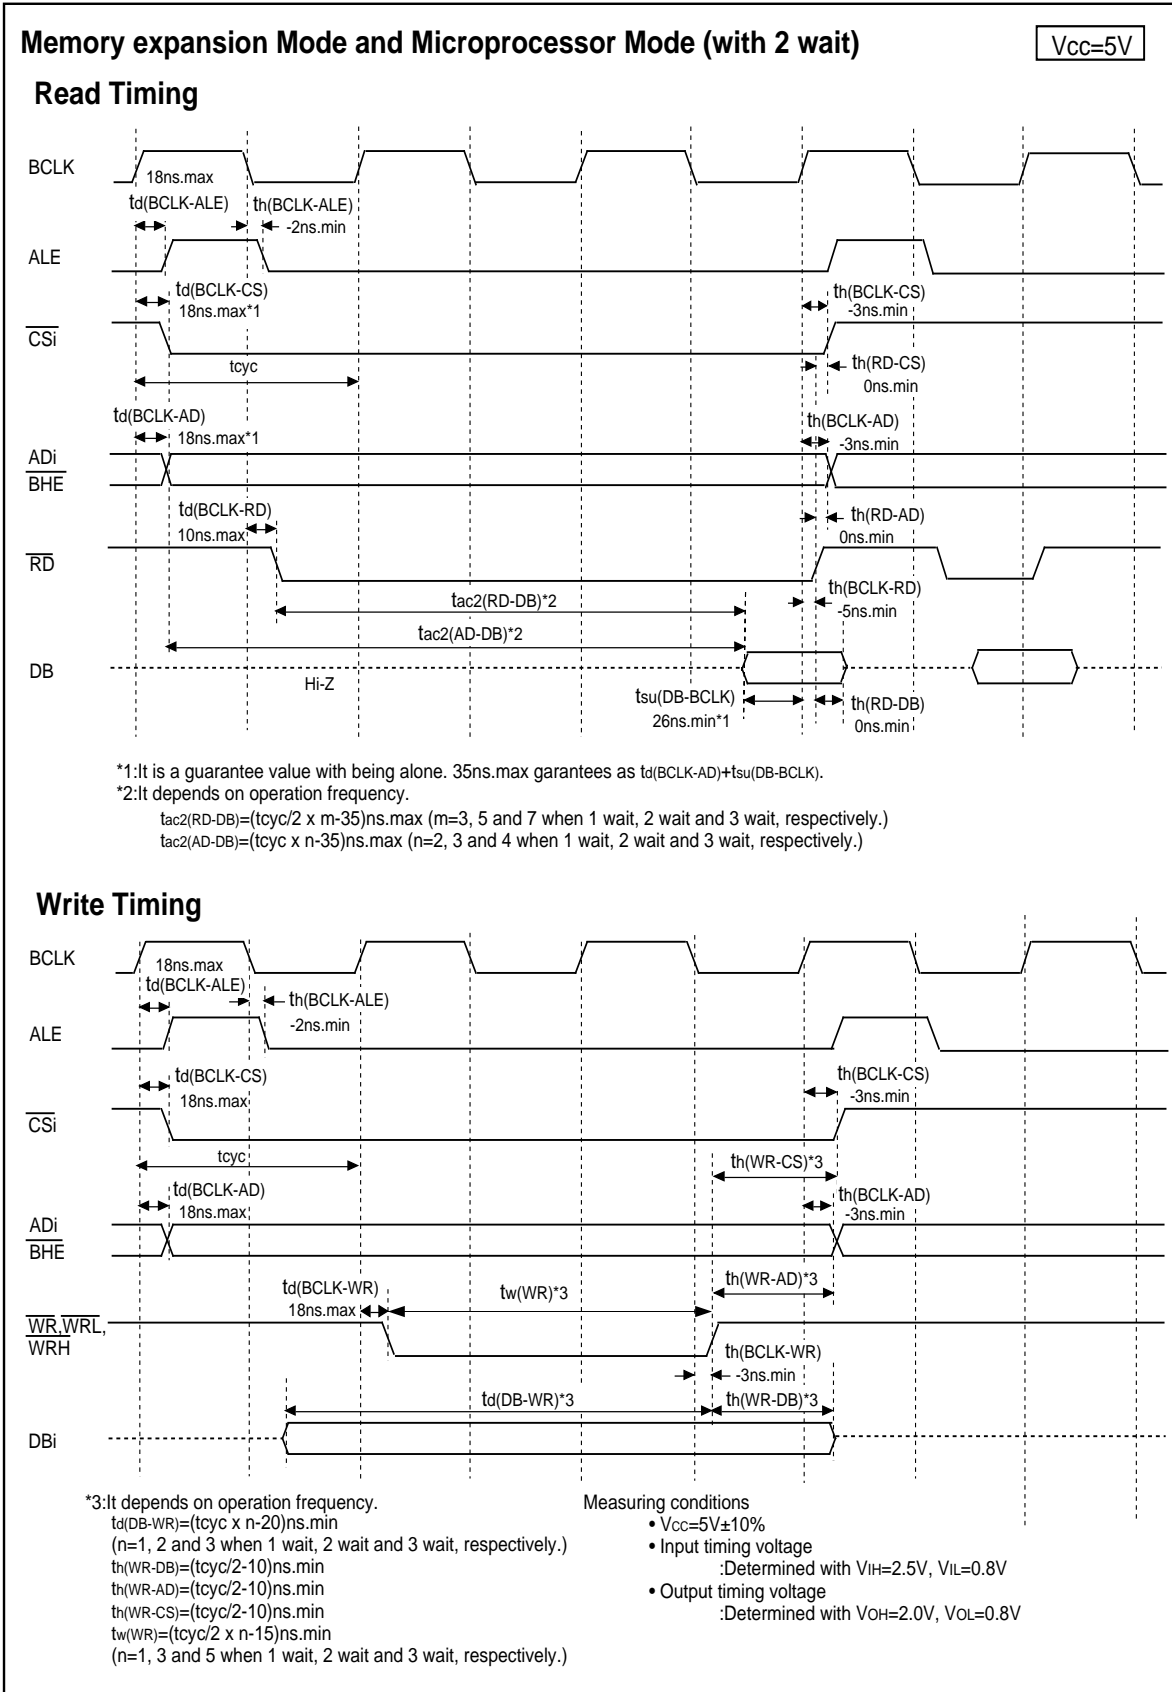 Memory expansion Mode and Microprocessor Mode (with 2 wait)
Vcc=5V
Read Timing
BCLK
18ns.max
td(BCLK-ALE)
th(BCLK-ALE)
-2ns.min
ALE
td(BCLK-CS)
18ns.max*1
th(BCLK-CS)
-3ns.min
CSi
tcyc
th(RD-CS)
0ns.min
td(BCLK-AD)
18ns.max*1
th(BCLK-AD)
-3ns.min
ADi
BHE
td(BCLK-RD)
10ns.max
th(RD-AD)
0ns.min
RD
th(BCLK-RD)
-5ns.min
tac2(RD-DB)*2
tac2(AD-DB)*2
DB
Hi-Z
tsu(DB-BCLK)
26ns.min*1
th(RD-DB)
0ns.min
*1:It is a guarantee value with being alone. 35ns.max garantees as td(BCLK-AD)+tsu(DB-BCLK).
*2:It depends on operation frequency.
tac2(RD-DB)=(tcyc/2 x m-35)ns.max (m=3, 5 and 7 when 1 wait, 2 wait and 3 wait, respectively.)
tac2(AD-DB)=(tcyc x n-35)ns.max (n=2, 3 and 4 when 1 wait, 2 wait and 3 wait, respectively.)
Write Timing
BCLK
18ns.max
td(BCLK-ALE)
th(BCLK-ALE)
-2ns.min
ALE
td(BCLK-CS)
18ns.max
th(BCLK-CS)
-3ns.min
CSi
tcyc
th(WR-CS)*3
td(BCLK-AD)
18ns.max
th(BCLK-AD)
-3ns.min
ADi
BHE
td(BCLK-WR)
18ns.max
tw(WR)*3
th(WR-AD)*3
WR,WRL,
WRH
th(BCLK-WR)
-3ns.min
td(DB-WR)*3
th(WR-DB)*3
DBi
*3:It depends on operation frequency.
td(DB-WR)=(tcyc x n-20)ns.min
(n=1, 2 and 3 when 1 wait, 2 wait and 3 wait, respectively.)
th(WR-DB)=(tcyc/2-10)ns.min
th(WR-AD)=(tcyc/2-10)ns.min
th(WR-CS)=(tcyc/2-10)ns.min
tw(WR)=(tcyc/2 x n-15)ns.min
(n=1, 3 and 5 when 1 wait, 2 wait and 3 wait, respectively.)
Measuring conditions
• VCC=5V±10%
• Input timing voltage
:Determined with VIH=2.5V, VIL=0.8V
• Output timing voltage
:Determined with VOH=2.0V, VOL=0.8V